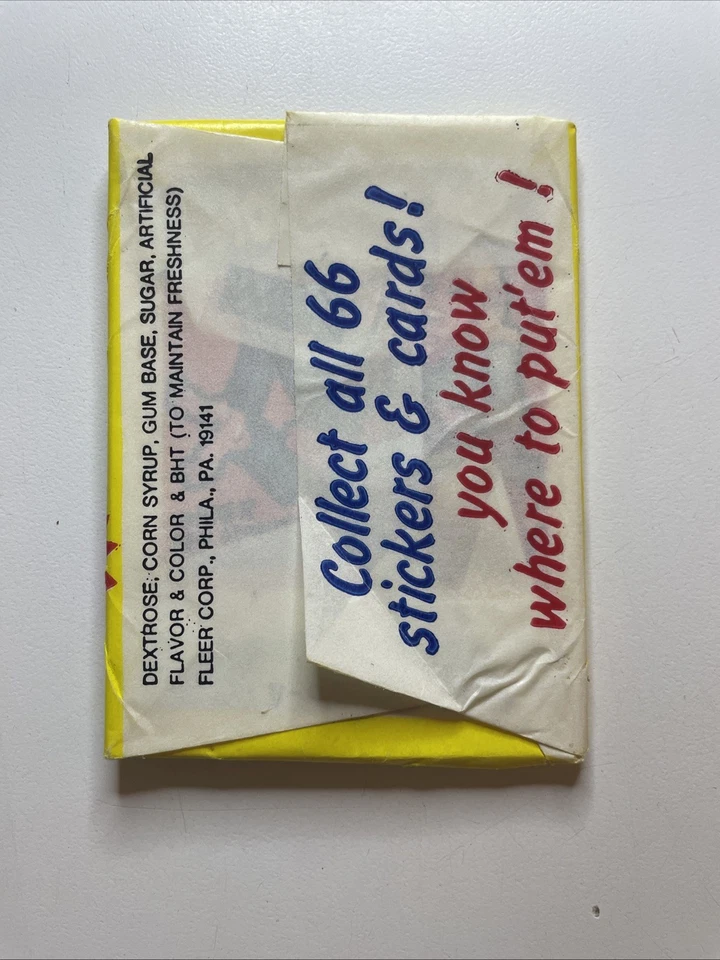 DEXTROSE, CORN SYRUP, GUM BASE, SUGAR, ARTIFICIAL
FLAVOR & COLOR & BHT (TO MAINTAIN FRESHNESS)
FLEER CORP., PHILA., PA. 19141
Collect all 66
stickers & cards!
you know
where to put'em !